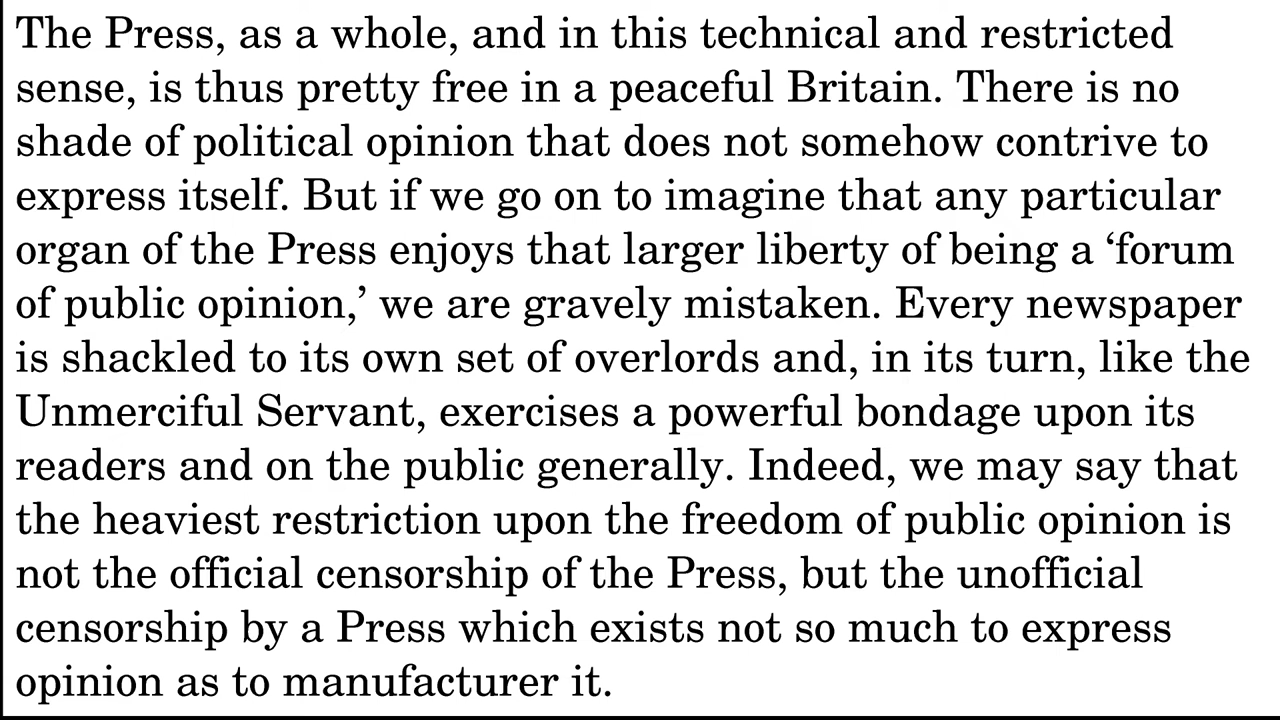 The Press, as a whole, and in this technical and restricted
sense, is thus pretty free in a peaceful Britain. There is no
shade of political opinion that does not somehow contrive to
express itself. But if we go on to imagine that any particular
organ of the Press enjoys that larger liberty of being a ‘forum
of public opinion,’ we are gravely mistaken. Every newspaper
is shackled to its own set of overlords and, in its turn, like the
Unmerciful Servant, exercises a powerful bondage upon its
readers and on the public generally. Indeed, we may say that
the heaviest restriction upon the freedom of public opinion is
not the official censorship of the Press, but the unofficial
censorship by a Press which exists not so much to express
opinion as to manufacturer it.